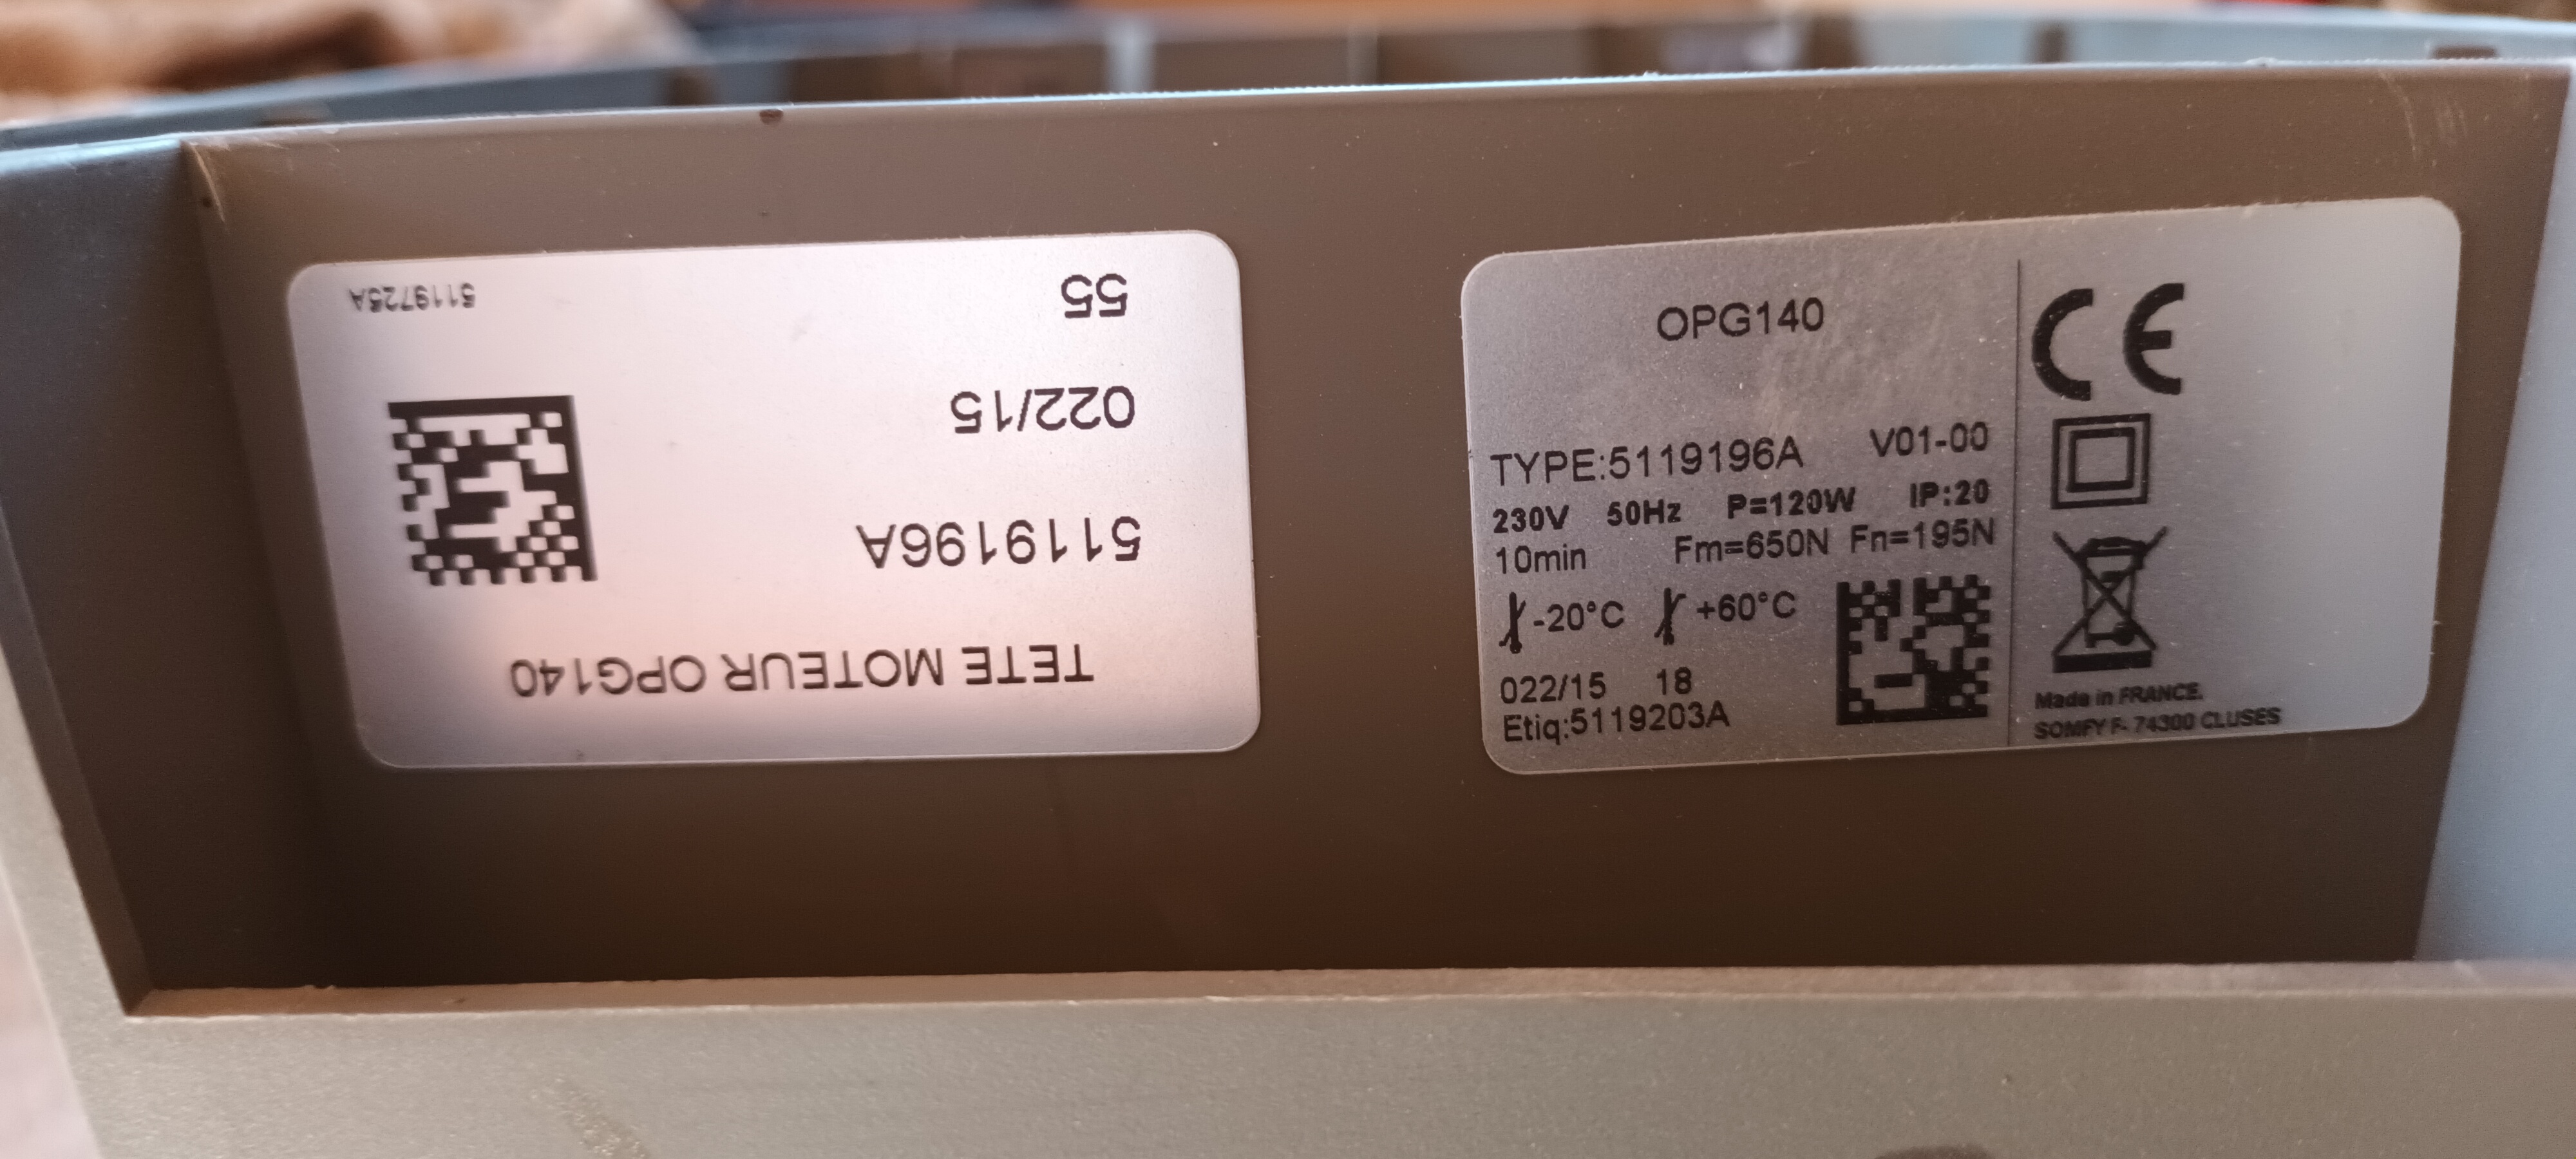 TETE MOTEUR OPG140
5119196A
022/15
55
5119725A
OPG140
TYPE:5119196A V01-00
230V 50Hz P=120W IP:20
10min Fm=650N Fn=195N
-20°C +60°C
022/15 18
Etiq:5119203A
CE
Made in FRANCE.
SOMFY F- 74300 CLUSES